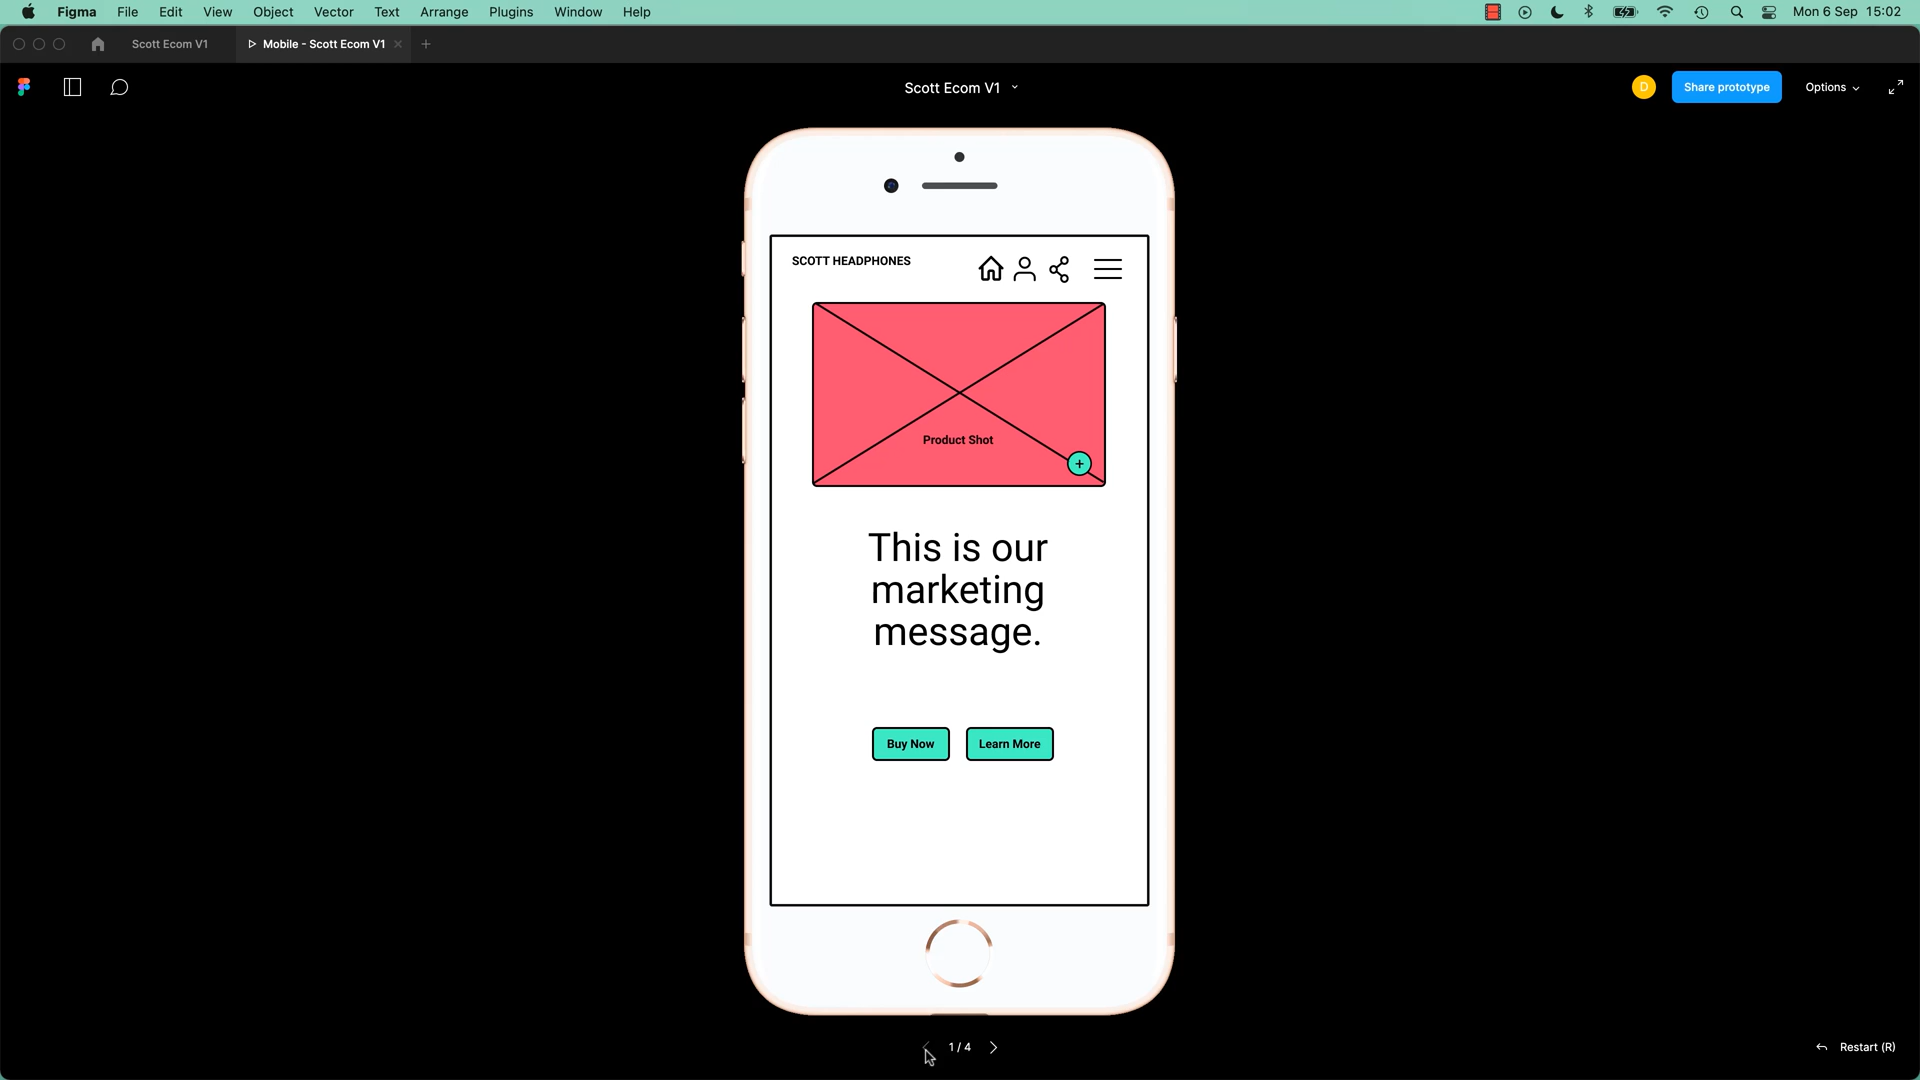 Figma File Edit View Object Vector Text Arrange Plugins Window Help Mon 6 Sep 15:02
Scott Ecom V1 Mobile - Scott Ecom V1
Scott Ecom V1 D Share prototype Options
SCOTT HEADPHONES
Product Shot
+
This is our
marketing
message.
Buy Now Learn More
1 / 4 Restart (R)